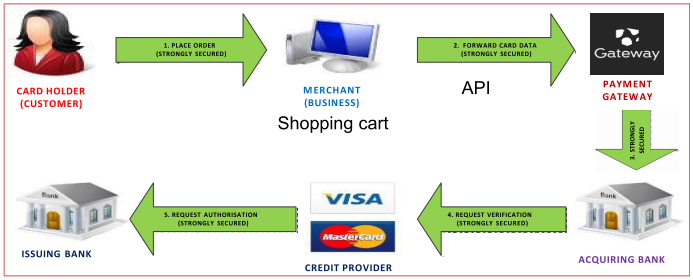 1. PLACE ORDER
(STRONGLY SECURED)
2. FORWARD CARD DATA
(STRONGLY SECURED)
Gateway
CARD HOLDER
(CUSTOMER)
MERCHANT
(BUSINESS)
API
PAYMENT
GATEWAY
Shopping cart
3. STRONGLY
SECURED
Bank
5. REQUEST AUTHORISATION
(STRONGLY SECURED)
VISA
MasterCard
4. REQUEST VERIFICATION
(STRONGLY SECURED)
Bank
ISSUING BANK
CREDIT PROVIDER
ACQUIRING BANK